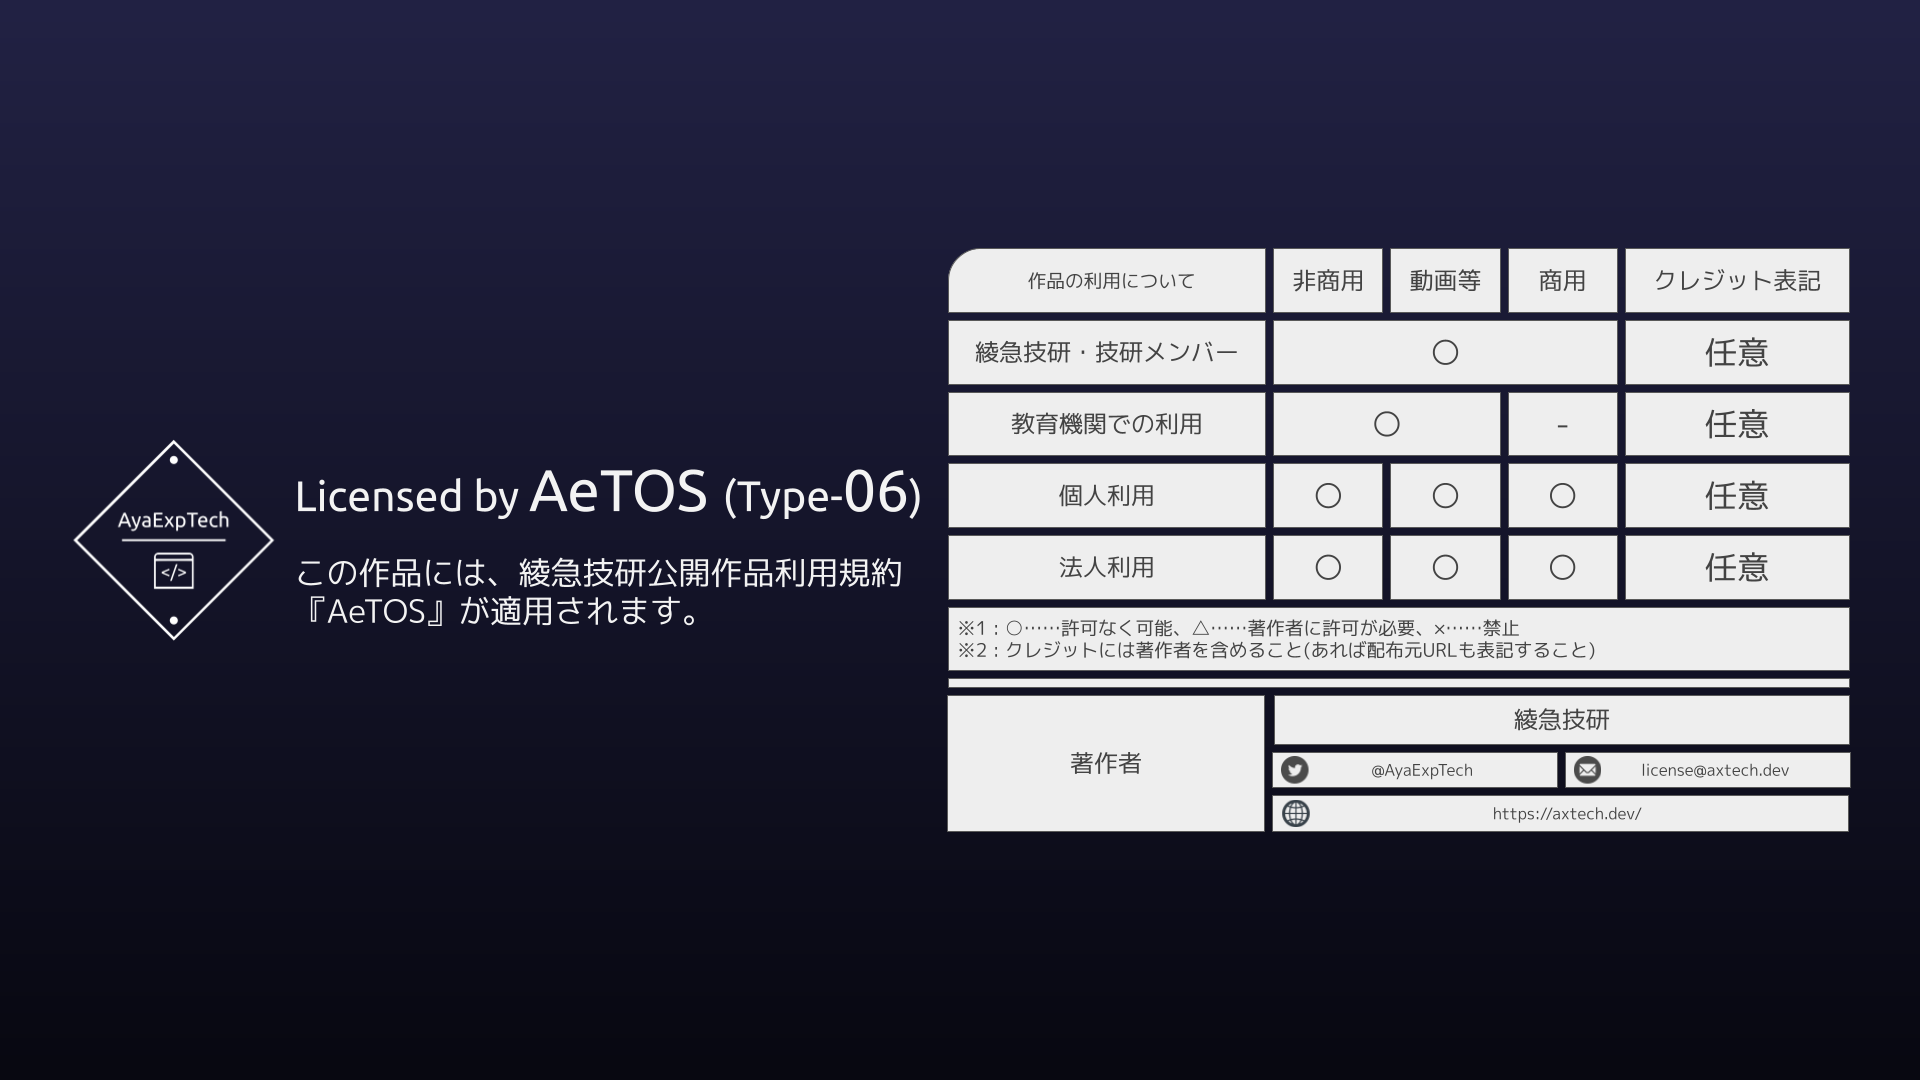 AyaExpTech
</>
Licensed by AeTOS (Type-06)
この作品には、綾急技研公開作品利用規約
『AeTOS』が適用されます。
作品の利用について 非商用 動画等 商用 クレジット表記
綾急技研・技研メンバー ○ 任意
教育機関での利用 ○ - 任意
個人利用 ○ ○ ○ 任意
法人利用 ○ ○ ○ 任意
※1：○……許可なく可能、△……著作者に許可が必要、×……禁止
※2：クレジットには著作者を含めること(あれば配布元URLも表記すること)
著作者
綾急技研
@AyaExpTech license@axtech.dev
https://axtech.dev/